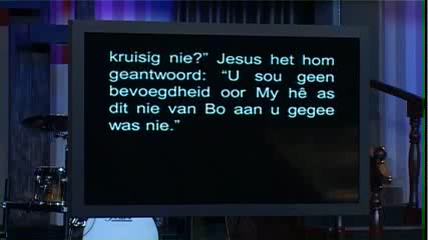 kruisig nie?” Jesus het hom
geantwoord: “U sou geen
bevoegdheid oor My hê as
dit nie van Bo aan u gegee
was nie.”